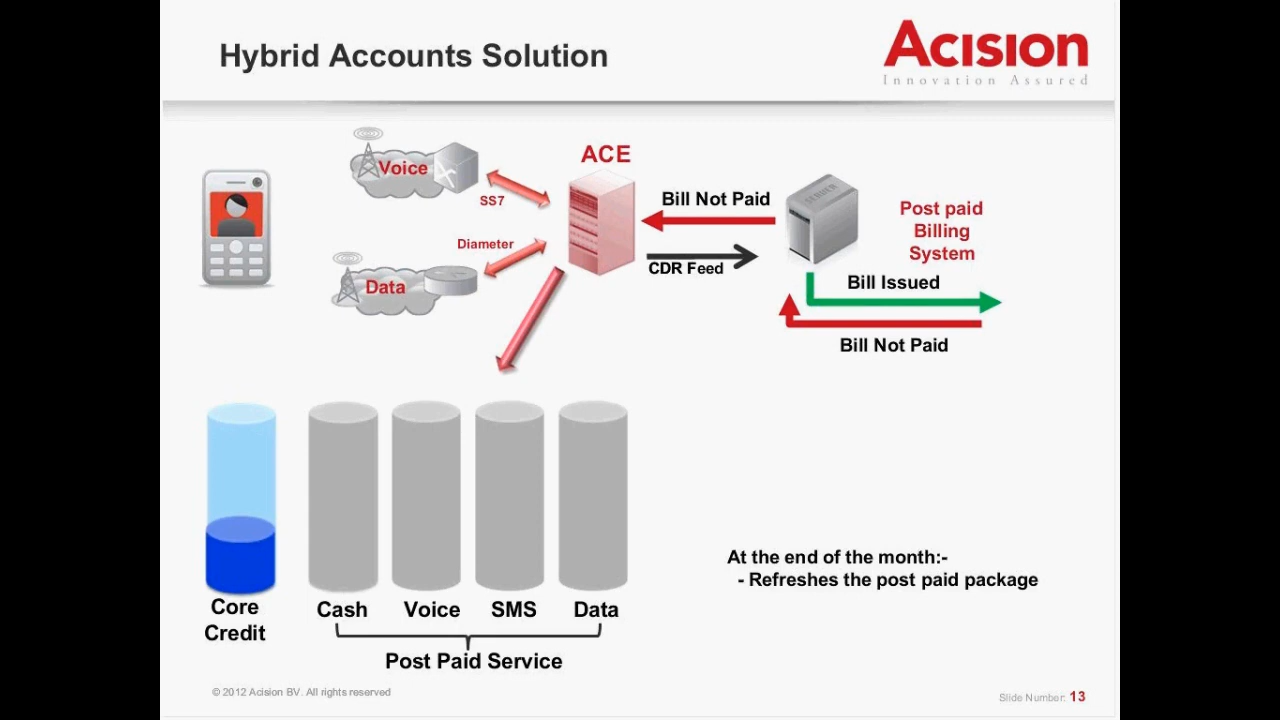 Hybrid Accounts Solution
Acision
Innovation Assured
Voice
ACE
SS7
Bill Not Paid
SERVER
Post paid
Billing
System
Diameter
CDR Feed
Data
Bill Issued
Bill Not Paid
At the end of the month:-
- Refreshes the post paid package
Core
Credit
Cash
Voice
SMS
Data
Post Paid Service
© 2012 Acision BV. All rights reserved
Slide Number: 13